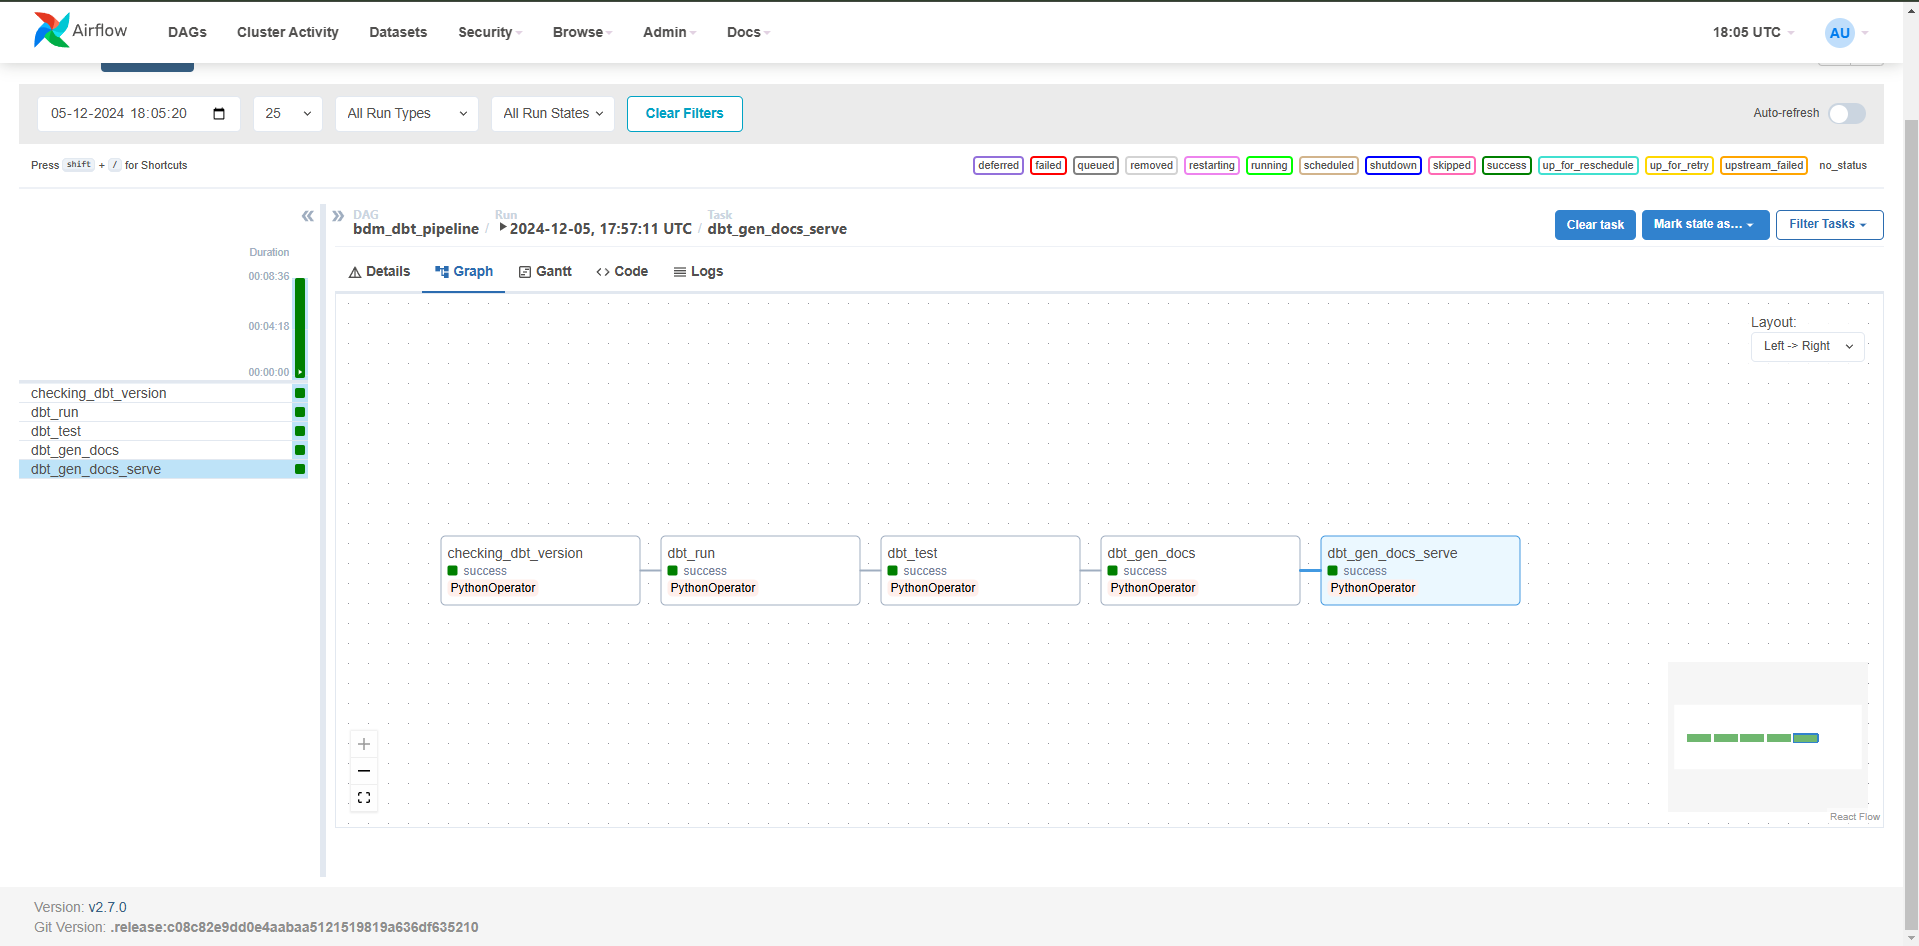 Airflow DAGs Cluster Activity Datasets Security Browse Admin Docs 18:05 UTC AU
05-12-2024 18:05:20 25 All Run Types All Run States Clear Filters Auto-refresh
Press shift + / for Shortcuts deferred failed queued removed restarting running scheduled shutdown skipped success up_for_reschedule up_for_retry upstream_failed no_status
DAG Run Task
bdm_dbt_pipeline / 2024-12-05, 17:57:11 UTC / dbt_gen_docs_serve Clear task Mark state as... Filter Tasks
Duration
00:08:36
00:04:18
00:00:00
checking_dbt_version
dbt_run
dbt_test
dbt_gen_docs
dbt_gen_docs_serve
Details Graph Gantt Code Logs
Layout:
Left -> Right
checking_dbt_version
success
PythonOperator
dbt_run
success
PythonOperator
dbt_test
success
PythonOperator
dbt_gen_docs
success
PythonOperator
dbt_gen_docs_serve
success
PythonOperator
React Flow
Version: v2.7.0
Git Version: .release:c08c82e9dd0e4aabaa5121519819a636df635210